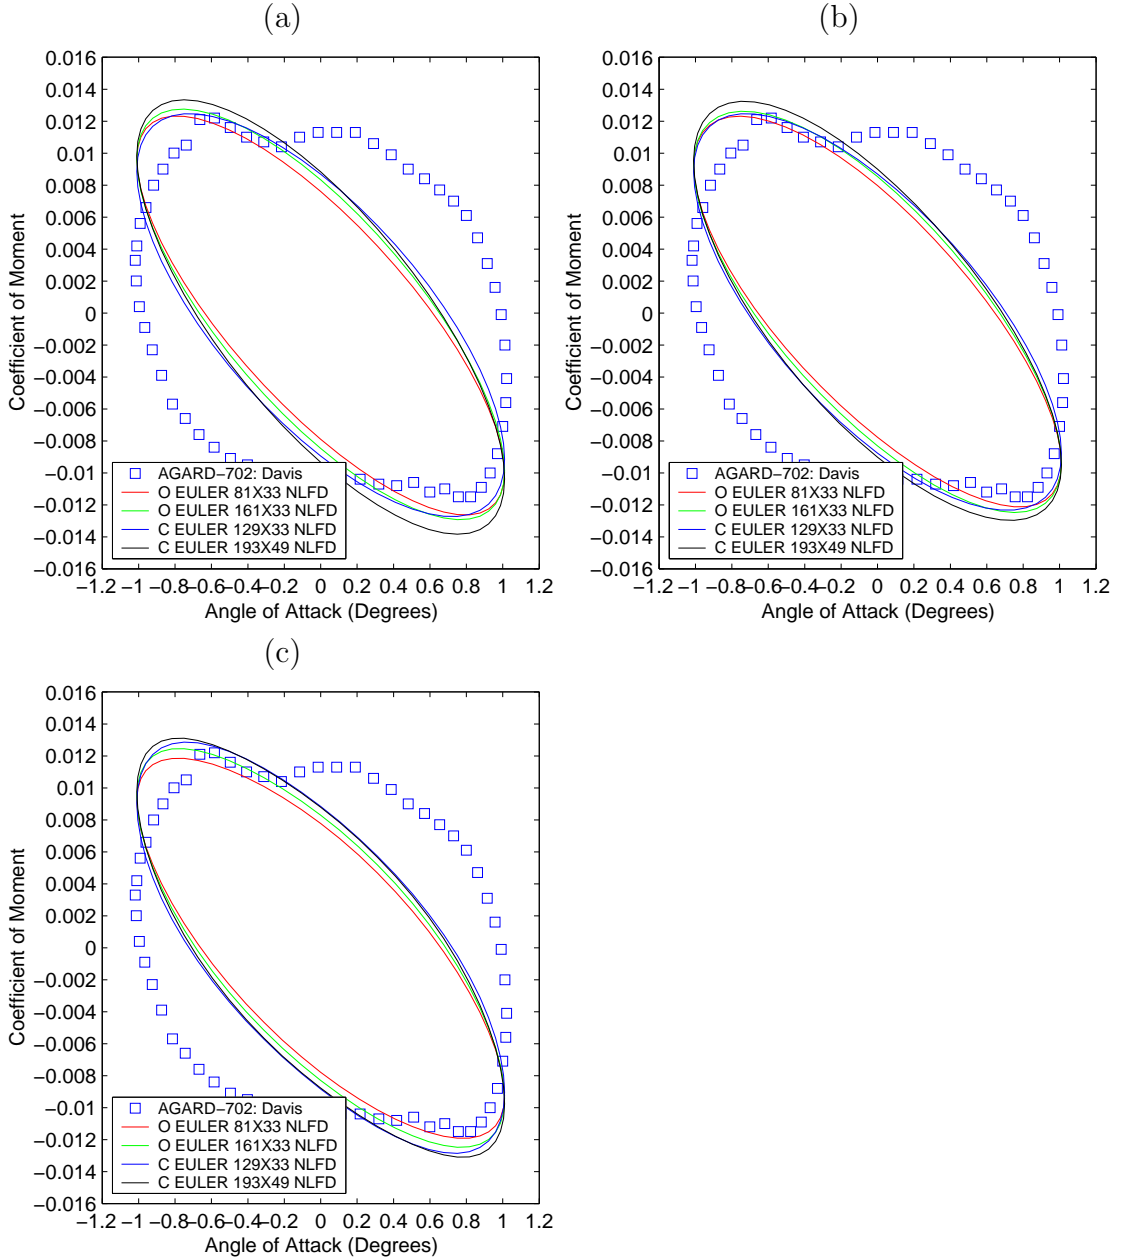 (a)
0.016
0.014
0.012
0.01
0.008
0.006
0.004
0.002
0
−0.002
−0.004
−0.006
−0.008
−0.01
−0.012
−0.014
−0.016
Coefficient of Moment
AGARD−702: Davis
O EULER 81X33 NLFD
O EULER 161X33 NLFD
C EULER 129X33 NLFD
C EULER 193X49 NLFD
−1.2 −1 −0.8−0.6−0.4−0.2 0 0.2 0.4 0.6 0.8 1 1.2
Angle of Attack (Degrees)
(b)
0.016
0.014
0.012
0.01
0.008
0.006
0.004
0.002
0
−0.002
−0.004
−0.006
−0.008
−0.01
−0.012
−0.014
−0.016
Coefficient of Moment
AGARD−702: Davis
O EULER 81X33 NLFD
O EULER 161X33 NLFD
C EULER 129X33 NLFD
C EULER 193X49 NLFD
−1.2 −1 −0.8−0.6−0.4−0.2 0 0.2 0.4 0.6 0.8 1 1.2
Angle of Attack (Degrees)
(c)
0.016
0.014
0.012
0.01
0.008
0.006
0.004
0.002
0
−0.002
−0.004
−0.006
−0.008
−0.01
−0.012
−0.014
−0.016
Coefficient of Moment
AGARD−702: Davis
O EULER 81X33 NLFD
O EULER 161X33 NLFD
C EULER 129X33 NLFD
C EULER 193X49 NLFD
−1.2 −1 −0.8−0.6−0.4−0.2 0 0.2 0.4 0.6 0.8 1 1.2
Angle of Attack (Degrees)